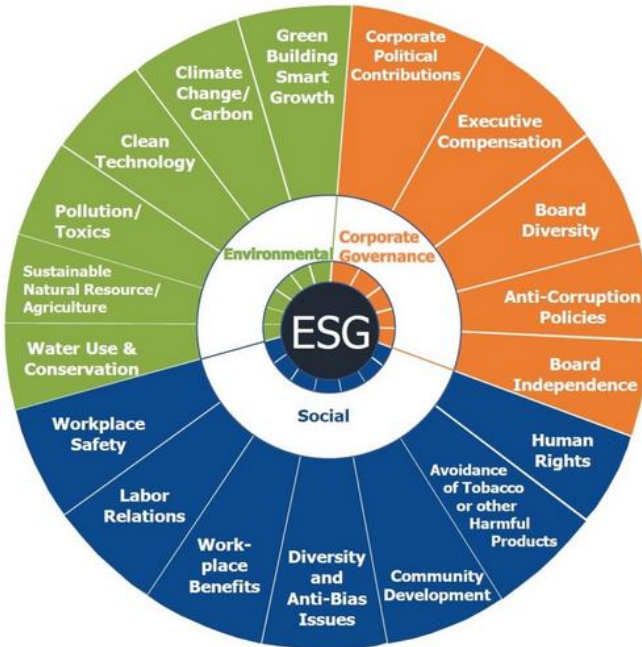 Green
Building
Smart
Growth
Corporate
Political
Contributions
Executive
Compensation
Board
Diversity
Anti-Corruption
Policies
Board
Independence
Human
Rights
Avoidance
of Tobacco
or other
Harmful
Products
Community
Development
Diversity
and
Anti-Bias
Issues
Work-
place
Benefits
Labor
Relations
Workplace
Safety
Water Use &
Conservation
Sustainable
Natural Resource/
Agriculture
Pollution/
Toxics
Clean
Technology
Climate
Change/
Carbon
Environmental
Corporate
Governance
ESG
Social